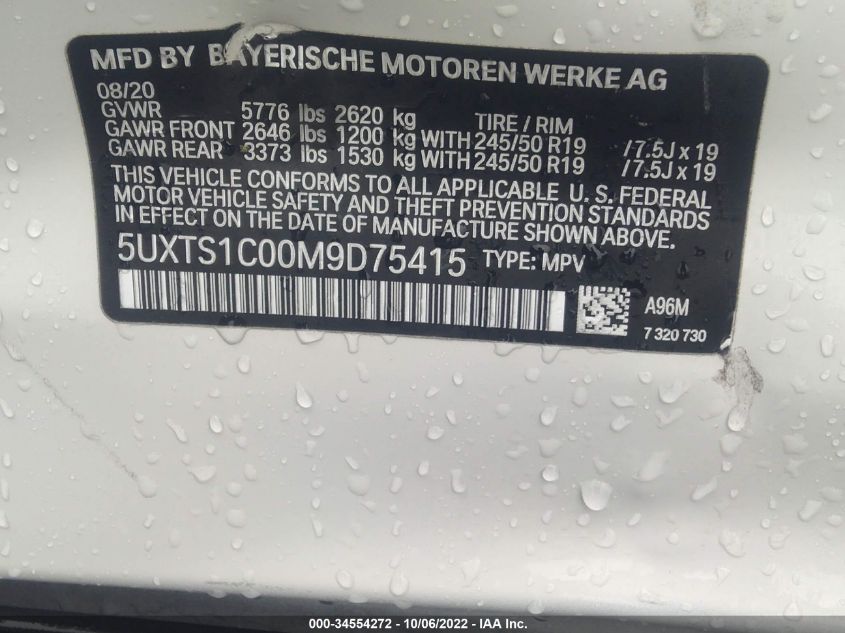 MFD BY BAYERISCHE MOTOREN WERKE AG
08/20
GVWR 5776 lbs 2620 kg TIRE / RIM
GAWR FRONT 2646 lbs 1200 kg WITH 245/50 R19 / 7.5J x 19
GAWR REAR 3373 lbs 1530 kg WITH 245/50 R19 / 7.5J x 19
THIS VEHICLE CONFORMS TO ALL APPLICABLE U. S. FEDERAL
MOTOR VEHICLE SAFETY AND THEFT PREVENTION STANDARDS
IN EFFECT ON THE DATE OF MANUFACTURE SHOWN ABOVE.
5UXTS1C00M9D75415 TYPE: MPV
A96M
7 320 730
000-34554272 - 10/06/2022 - IAA Inc.